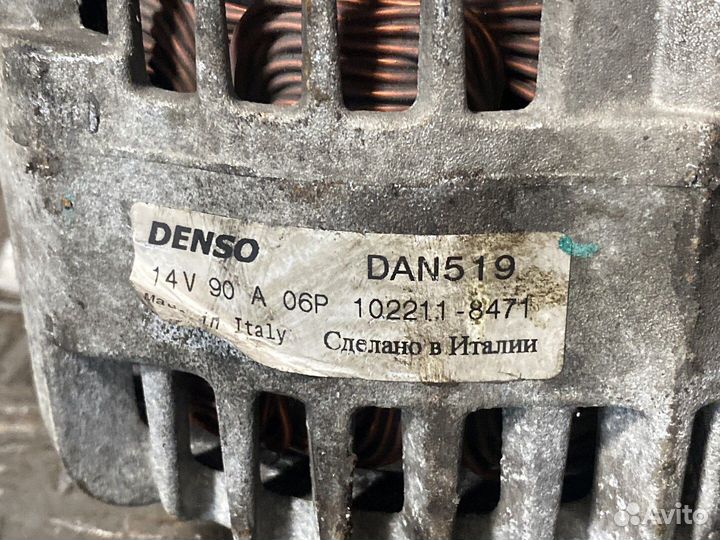 DENSO DAN519
14V 90 A 06P 102211-8471
Made in Italy Сделано в Италии
Avito